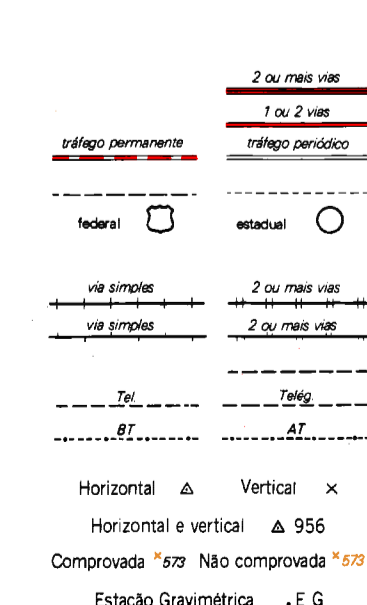 2 ou mais vias
1 ou 2 vias
tráfego permanente tráfego periódico
federal estadual
via simples 2 ou mais vias
via simples 2 ou mais vias
Tel. Telég.
BT AT
Horizontal Vertical
Horizontal e vertical 956
Comprovada 573 Não comprovada 573
Estação Gravimétrica . E G